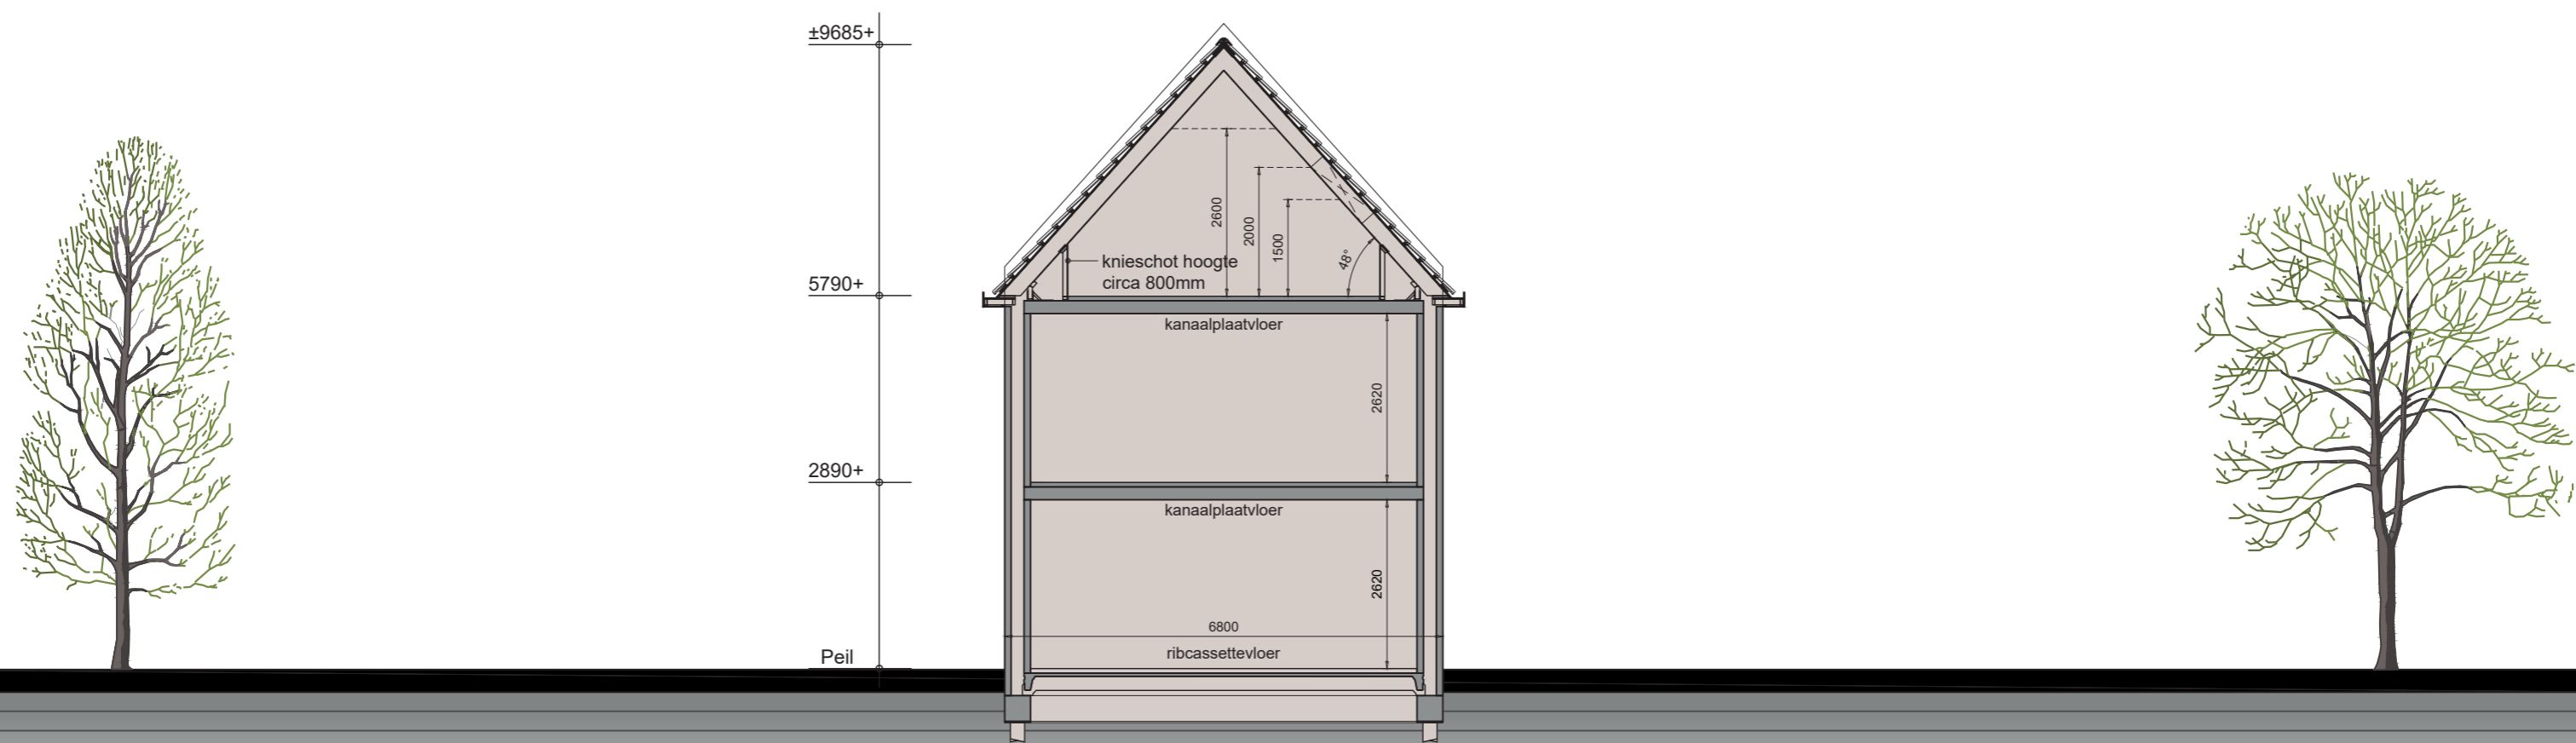 ±9685+
2600
2000
1500
48°
knieschot hoogte
circa 800mm
5790+
kanaalplaatvloer
2620
2890+
kanaalplaatvloer
2620
6800
ribcassettevloer
Peil